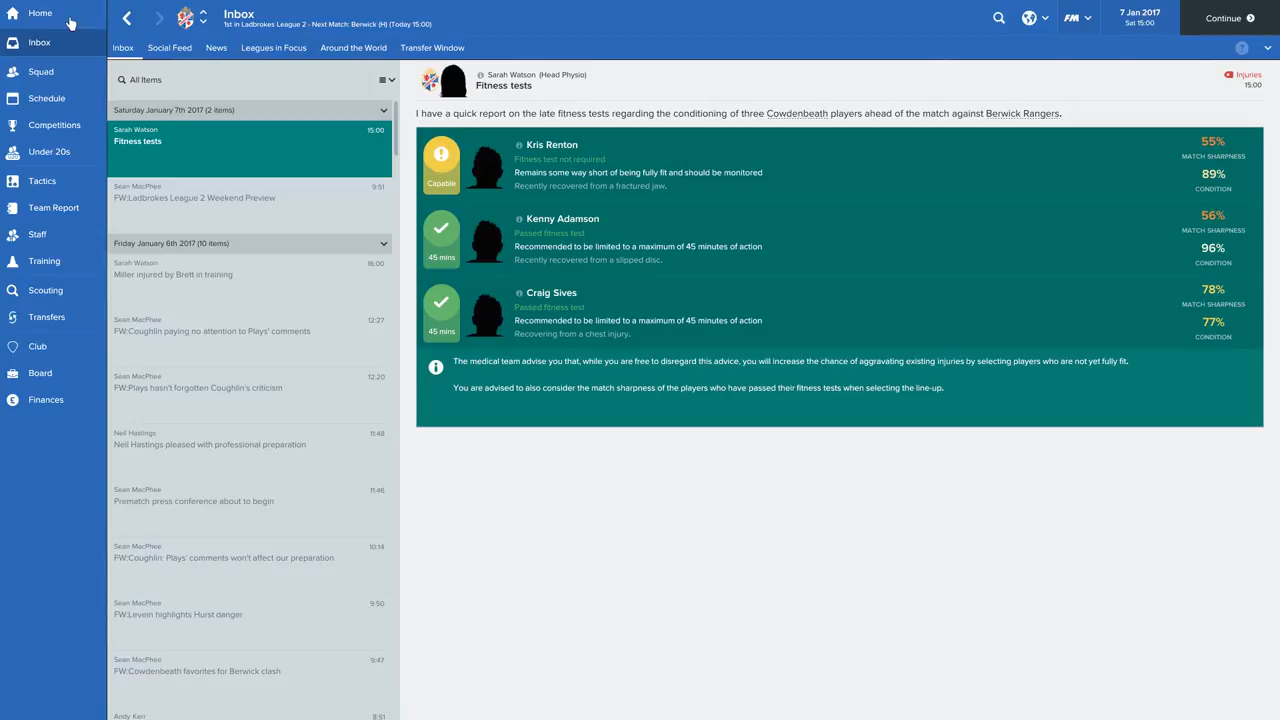 Home
Inbox
Squad
Schedule
Competitions
Under 20s
Tactics
Team Report
Staff
Training
Scouting
Transfers
Club
Board
Finances
Inbox
1st in Ladbrokes League 2 - Next Match: Berwick (H) (Today 15:00)
FM
7 Jan 2017
Sat 15:00
Continue
Inbox
Social Feed
News
Leagues in Focus
Around the World
Transfer Window
?
All Items
Saturday January 7th 2017 (2 items)
Sarah Watson 15:00
Fitness tests
Sean MacPhee 9:51
FW:Ladbrokes League 2 Weekend Preview
Friday January 6th 2017 (10 items)
Sarah Watson 16:00
Miller injured by Brett in training
Sean MacPhee 12:27
FW:Coughlin paying no attention to Plays' comments
Sean MacPhee 12:20
FW:Plays hasn't forgotten Coughlin's criticism
Neil Hastings 11:48
Neil Hastings pleased with professional preparation
Sean MacPhee 11:46
Prematch press conference about to begin
Sean MacPhee 10:14
FW:Coughlin: Plays' comments won't affect our preparation
Sean MacPhee 9:50
FW:Levein highlights Hurst danger
Sean MacPhee 9:47
FW:Cowdenbeath favorites for Berwick clash
Andy Kerr 8:51
Sarah Watson (Head Physio)
Fitness tests
Injuries
15:00
I have a quick report on the late fitness tests regarding the conditioning of three Cowdenbeath players ahead of the match against Berwick Rangers.
Capable
Kris Renton
Fitness test not required
Remains some way short of being fully fit and should be monitored
Recently recovered from a fractured jaw.
55%
MATCH SHARPNESS
89%
CONDITION
45 mins
Kenny Adamson
Passed fitness test
Recommended to be limited to a maximum of 45 minutes of action
Recently recovered from a slipped disc.
56%
MATCH SHARPNESS
96%
CONDITION
45 mins
Craig Sives
Passed fitness test
Recommended to be limited to a maximum of 45 minutes of action
Recovering from a chest injury.
78%
MATCH SHARPNESS
77%
CONDITION
The medical team advise you that, while you are free to disregard this advice, you will increase the chance of aggravating existing injuries by selecting players who are not yet fully fit.
You are advised to also consider the match sharpness of the players who have passed their fitness tests when selecting the line-up.